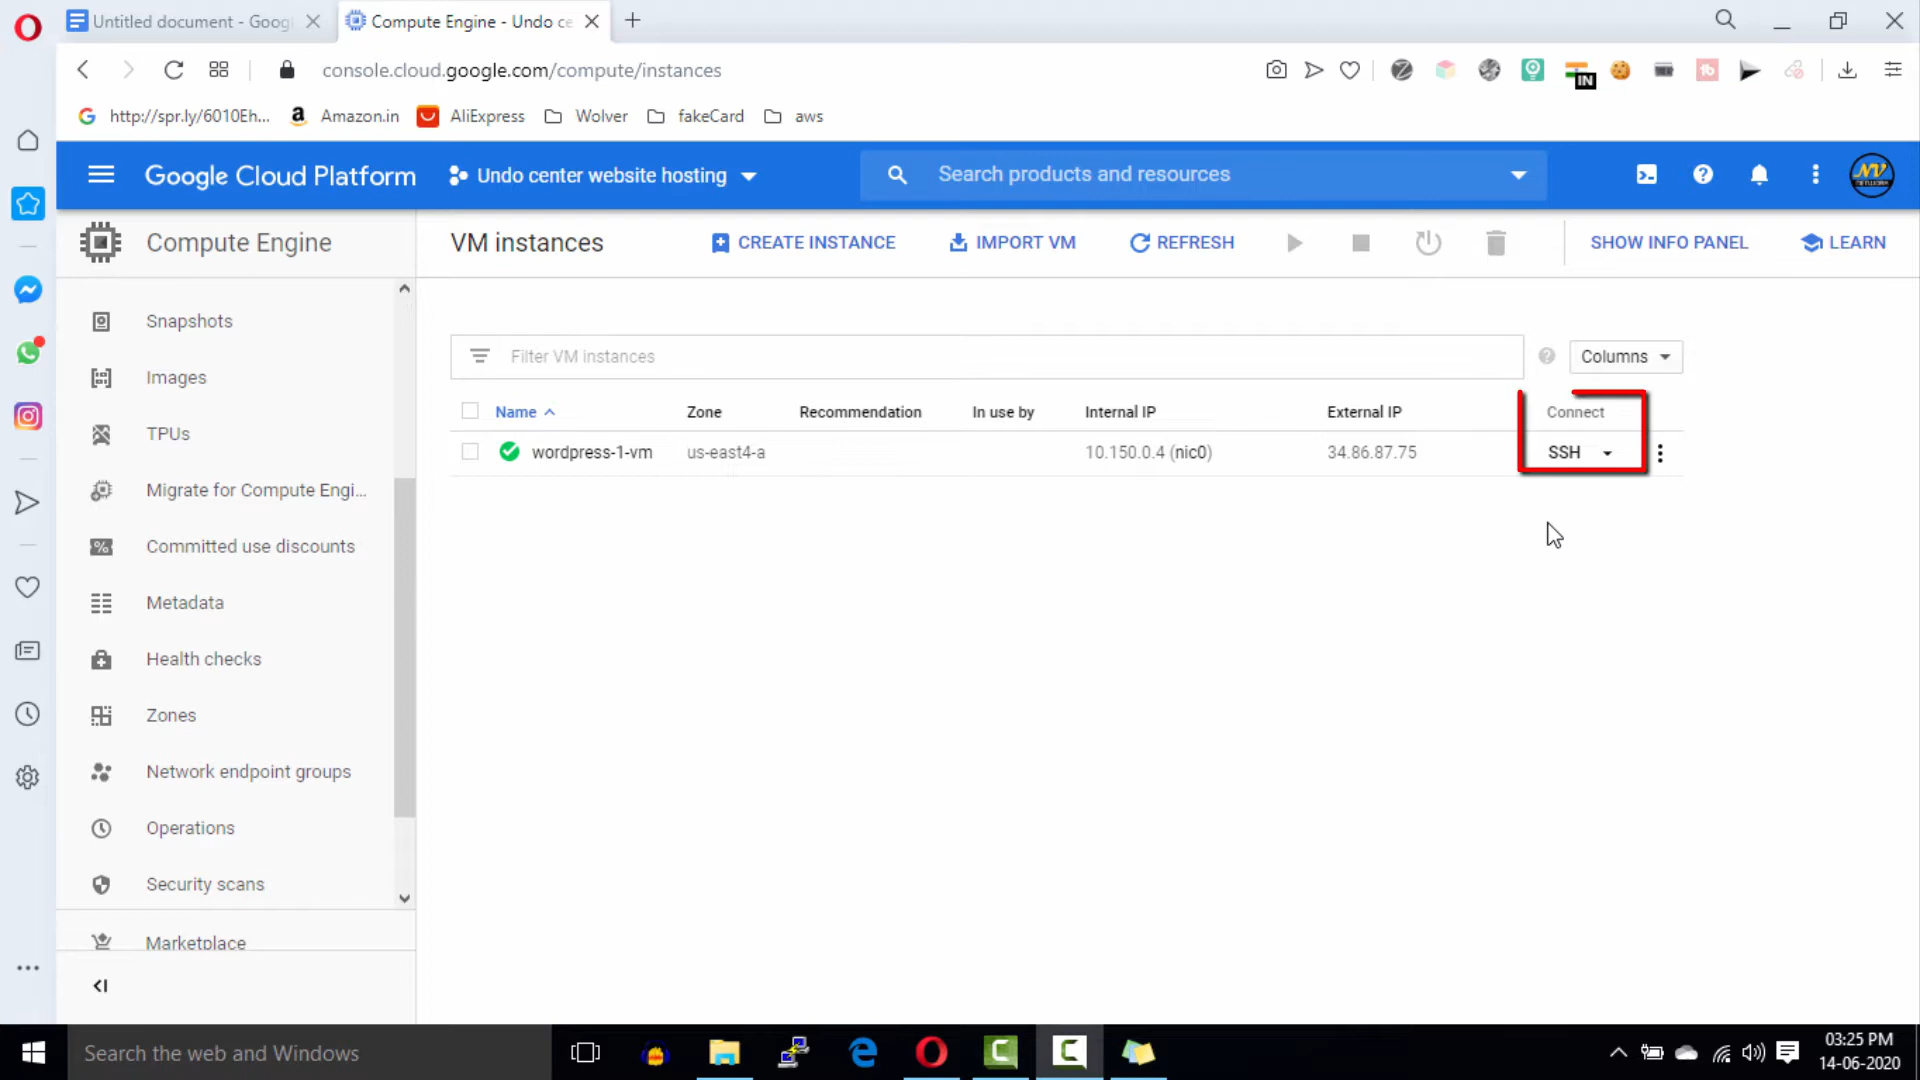 Untitled document - Goog
Compute Engine - Undo ce
console.cloud.google.com/compute/instances
IN
http://spr.ly/6010Eh...
Amazon.in
AliExpress
Wolver
fakeCard
aws
Google Cloud Platform
Undo center website hosting
Search products and resources
Compute Engine
VM instances
CREATE INSTANCE
IMPORT VM
REFRESH
SHOW INFO PANEL
LEARN
Snapshots
Images
TPUs
Migrate for Compute Engi...
Committed use discounts
Metadata
Health checks
Zones
Network endpoint groups
Operations
Security scans
Marketplace
Filter VM instances
Columns
Name
Zone
Recommendation
In use by
Internal IP
External IP
Connect
wordpress-1-vm
us-east4-a
10.150.0.4 (nic0)
34.86.87.75
SSH
Search the web and Windows
03:25 PM
14-06-2020